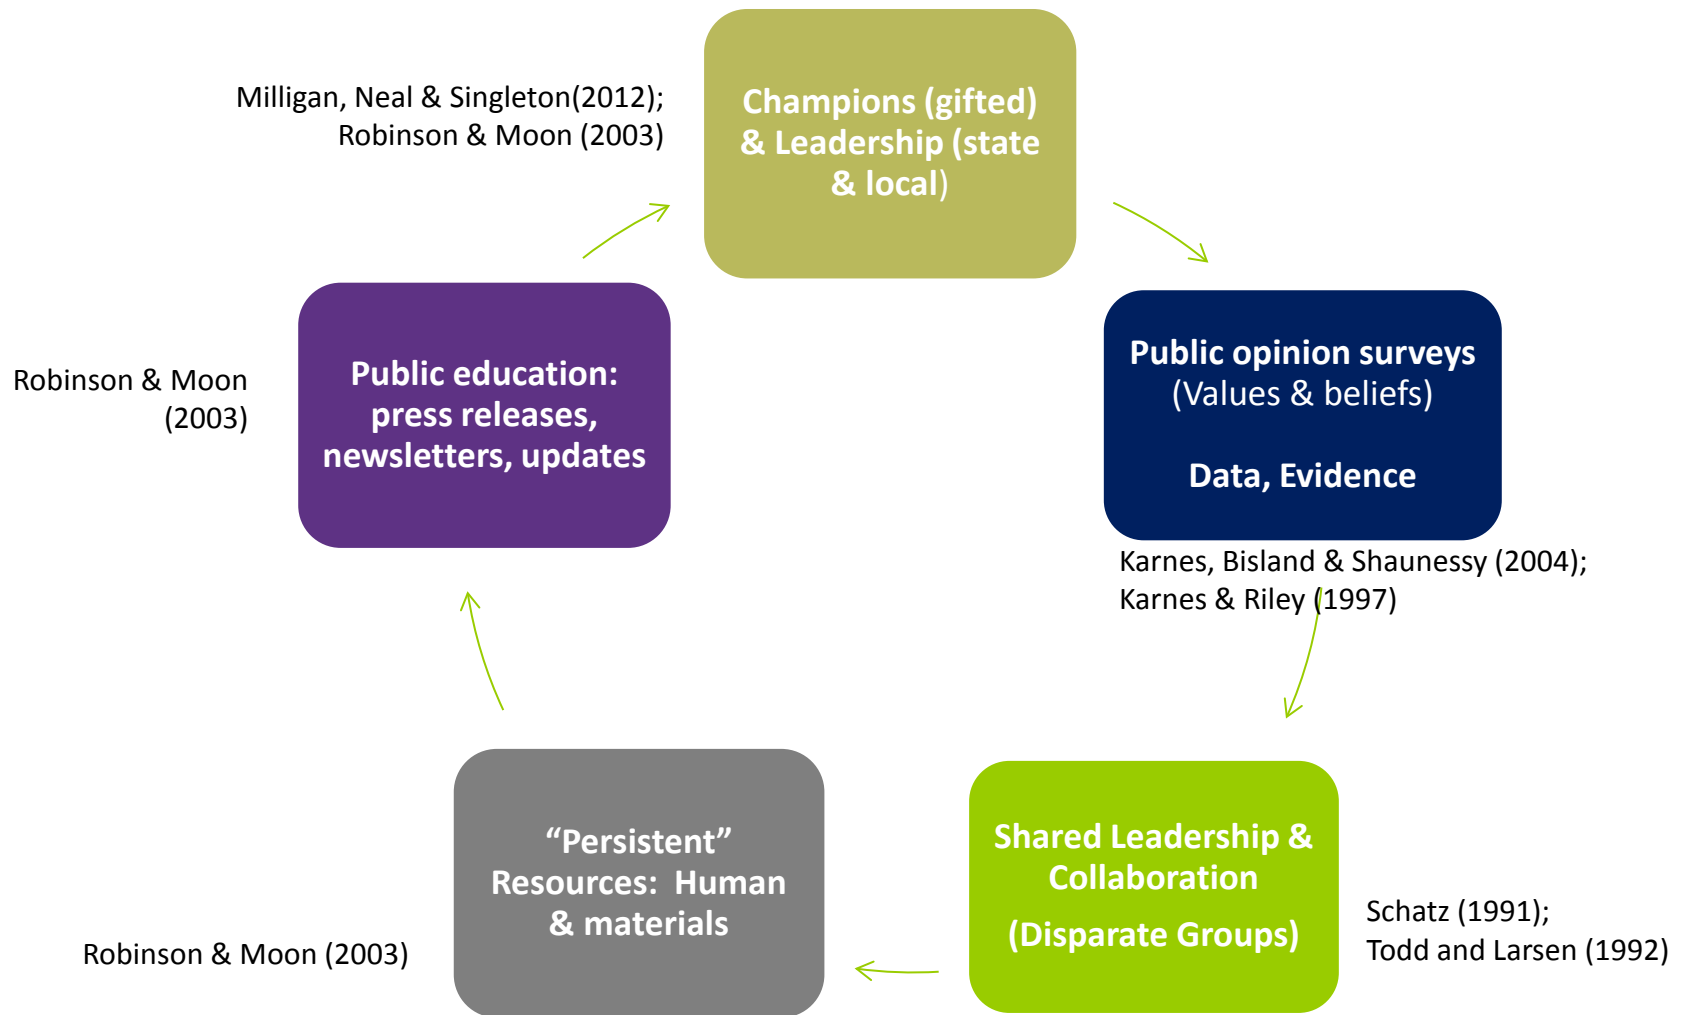 Milligan, Neal & Singleton(2012);
Robinson & Moon (2003)
Champions (gifted)
& Leadership (state
& local)
Public opinion surveys
(Values & beliefs)
Data, Evidence
Karnes, Bisland & Shaunessy (2004);
Karnes & Riley (1997)
Shared Leadership &
Collaboration
(Disparate Groups)
Schatz (1991);
Todd and Larsen (1992)
“Persistent”
Resources:  Human
& materials
Robinson & Moon (2003)
Public education:
press releases,
newsletters, updates
Robinson & Moon
(2003)